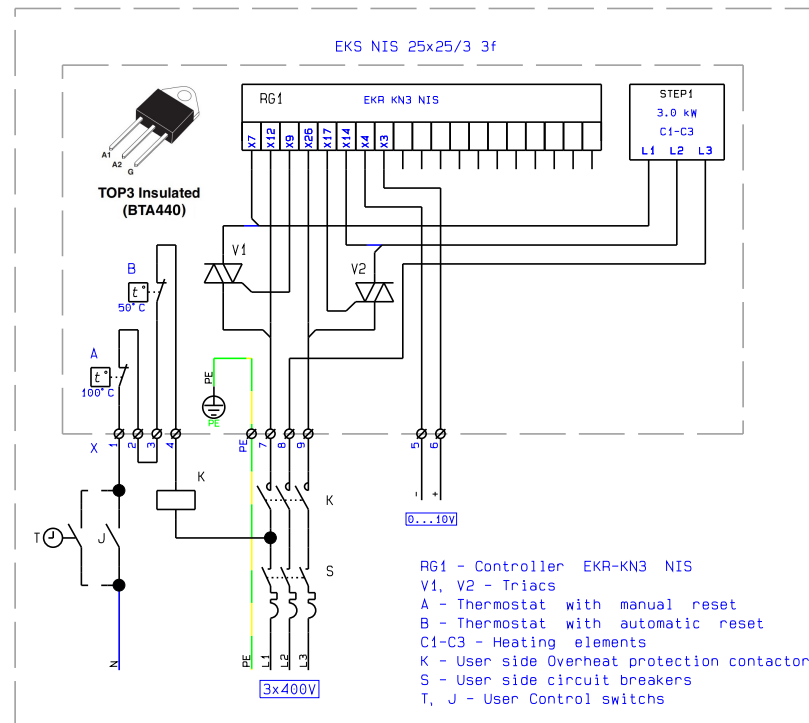 EKS NIS 25x25/3 3f
RG1
EKR KN3 NIS
X7 X12 X9 X26 X17 X14 X4 X3
STEP1
3.0 kW
C1-C3
L1 L2 L3
A1
A2
G
TOP3 Insulated
(BTA440)
V1
V2
B
t°
50°C
A
t°
100°C
PE
PE
X
1 2 3 4 PE 7 8 9 5 6
K
K
- +
0...10V
T
J
S
N
PE
L1
L2
L3
3x400V
RG1 - Controller EKR-KN3 NIS
V1, V2 - Triacs
A - Thermostat with manual reset
B - Thermostat with automatic reset
C1-C3 - Heating elements
K - User side Overheat protection contactor
S - User side circuit breakers
T, J - User Control switchs